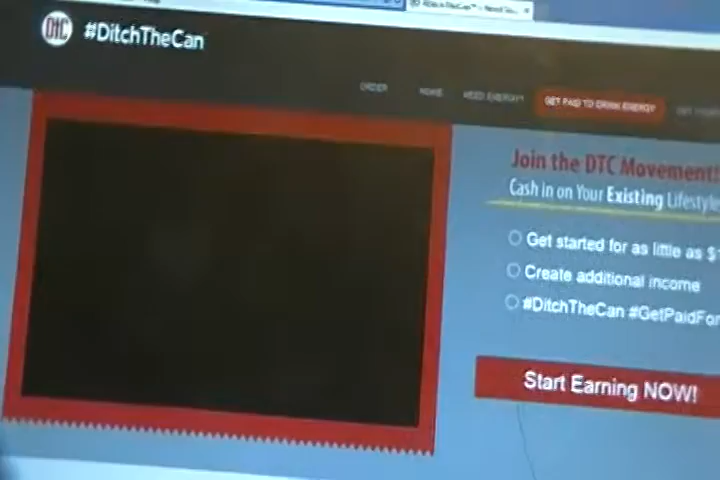 DTC #DitchTheCan
ORDER HOME NEED ENERGY? GET PAID TO DRINK ENERGY
Join the DTC Movement!
Cash in on Your Existing Lifestyle
Get started for as little as $
Create additional income
#DitchTheCan #GetPaidFor
Start Earning NOW!